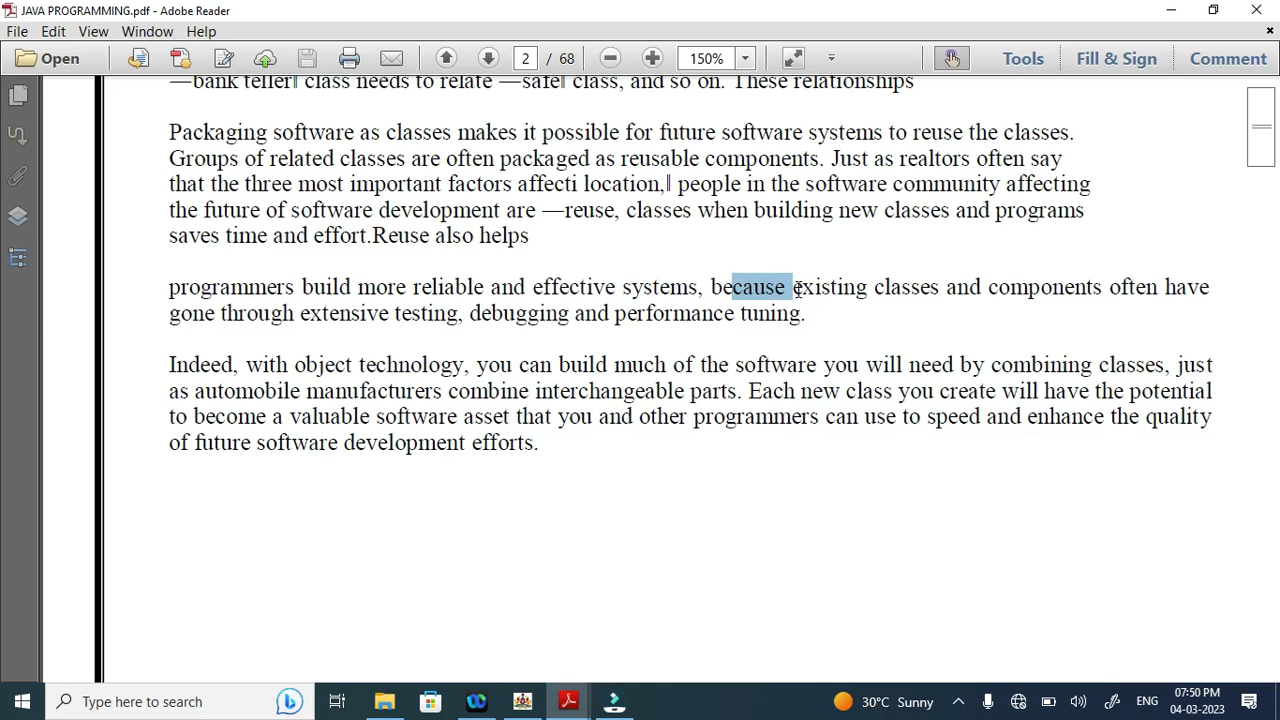 JAVA PROGRAMMING.pdf - Adobe Reader
File Edit View Window Help
Open 2 / 68 150% Tools Fill & Sign Comment
—bank teller‖ class needs to relate —safe‖ class, and so on. These relationships
Packaging software as classes makes it possible for future software systems to reuse the classes.
Groups of related classes are often packaged as reusable components. Just as realtors often say
that the three most important factors affecti location,‖ people in the software community affecting
the future of software development are —reuse, classes when building new classes and programs
saves time and effort.Reuse also helps
programmers build more reliable and effective systems, because existing classes and components often have
gone through extensive testing, debugging and performance tuning.
Indeed, with object technology, you can build much of the software you will need by combining classes, just
as automobile manufacturers combine interchangeable parts. Each new class you create will have the potential
to become a valuable software asset that you and other programmers can use to speed and enhance the quality
of future software development efforts.
Type here to search 30°C Sunny ENG 07:50 PM
04-03-2023